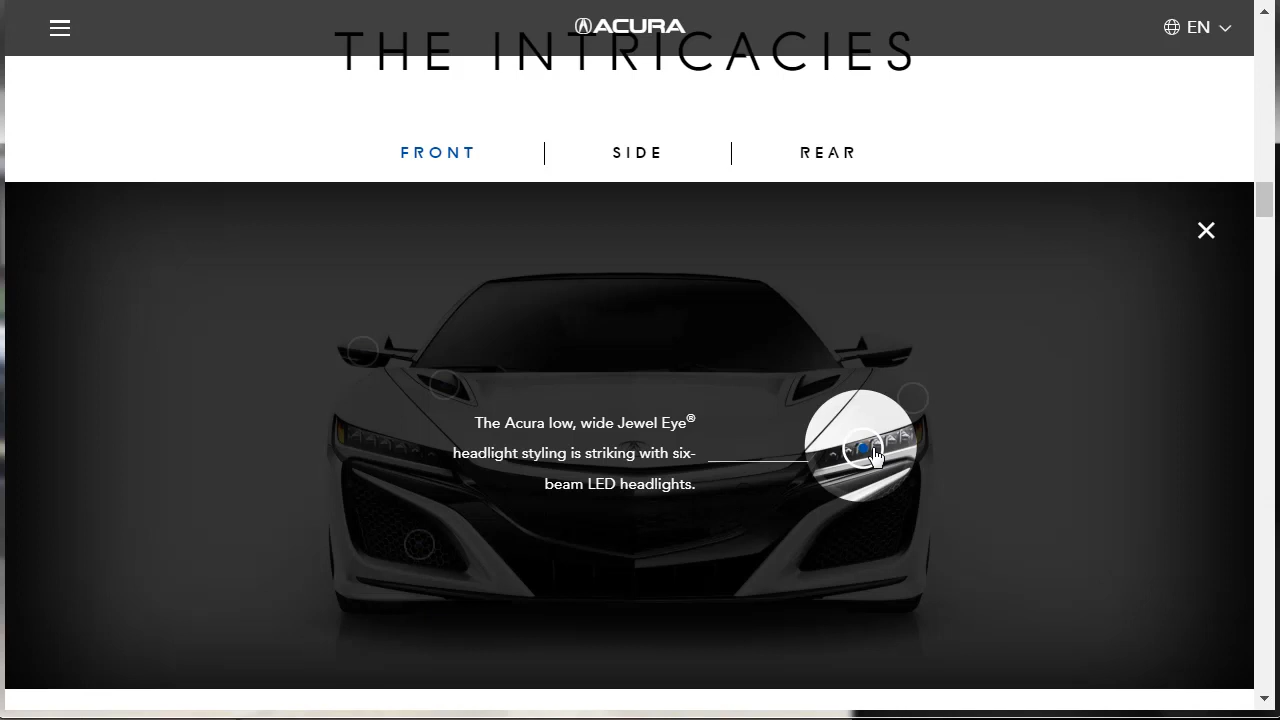 ACURA
EN
THE INTRICACIES
FRONT
SIDE
REAR
The Acura low, wide Jewel Eye®
headlight styling is striking with six-
beam LED headlights.